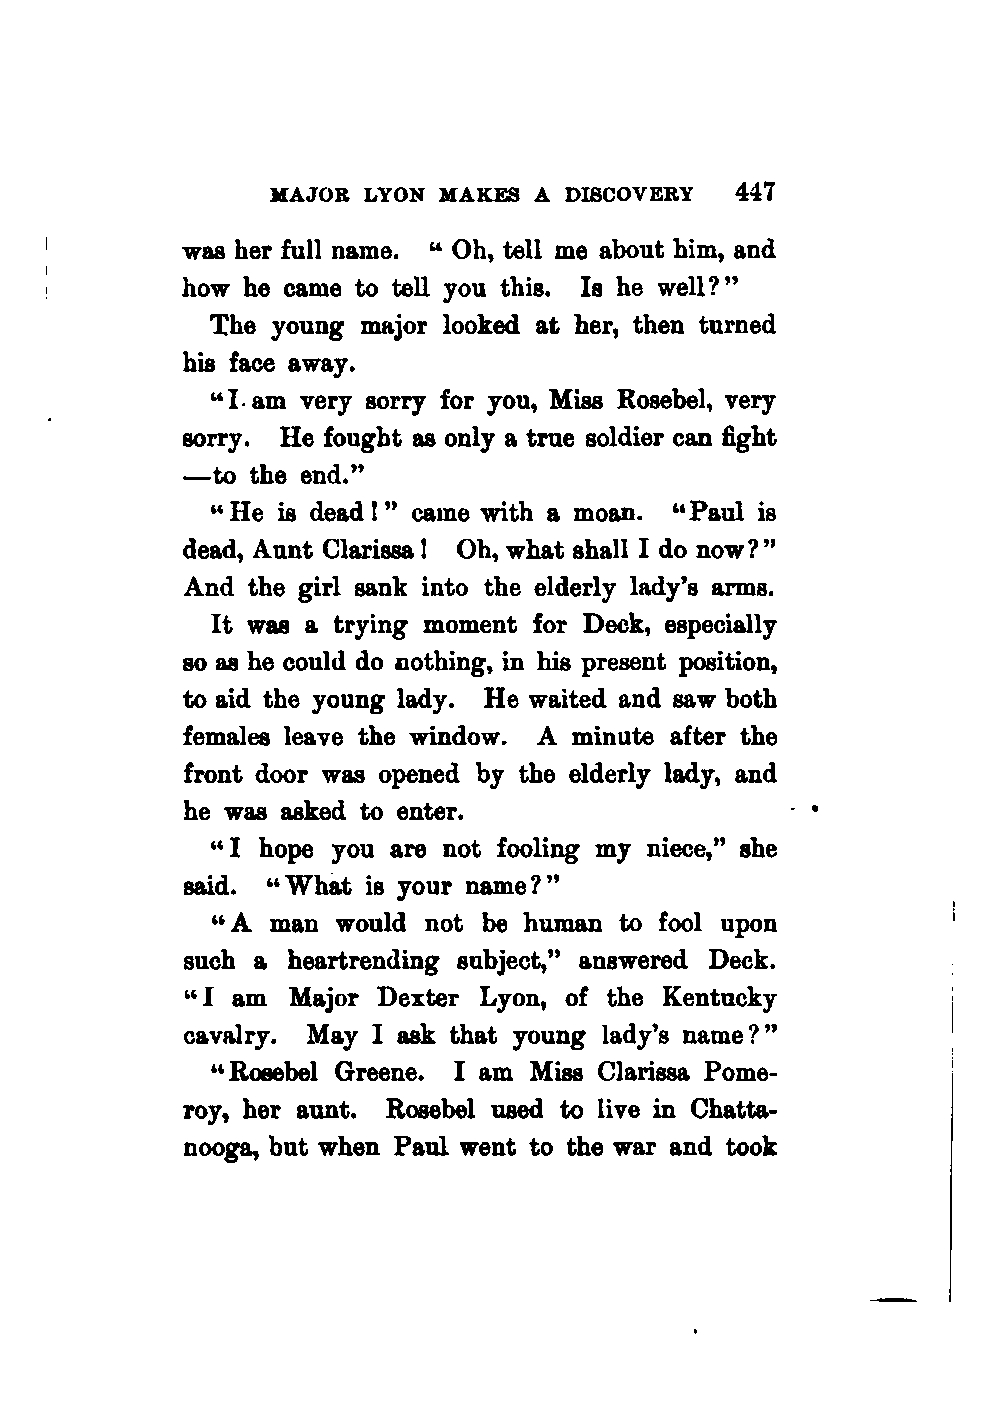 MAJOR LYON MAKES A DISCOVERY 447
was her full name. “Oh, tell me about him, and
how he came to tell you this. Is he well?”
The young major looked at her, then turned
his face away.
“I am very sorry for you, Miss Rosebel, very
sorry. He fought as only a true soldier can fight
—to the end.”
“He is dead!” came with a moan. “Paul is
dead, Aunt Clarissa! Oh, what shall I do now?”
And the girl sank into the elderly lady’s arms.
It was a trying moment for Deck, especially
so as he could do nothing, in his present position,
to aid the young lady. He waited and saw both
females leave the window. A minute after the
front door was opened by the elderly lady, and
he was asked to enter.
“I hope you are not fooling my niece,” she
said. “What is your name?”
“A man would not be human to fool upon
such a heartrending subject,” answered Deck.
“I am Major Dexter Lyon, of the Kentucky
cavalry. May I ask that young lady’s name?”
“Rosebel Greene. I am Miss Clarissa Pome-
roy, her aunt. Rosebel used to live in Chatta-
nooga, but when Paul went to the war and took